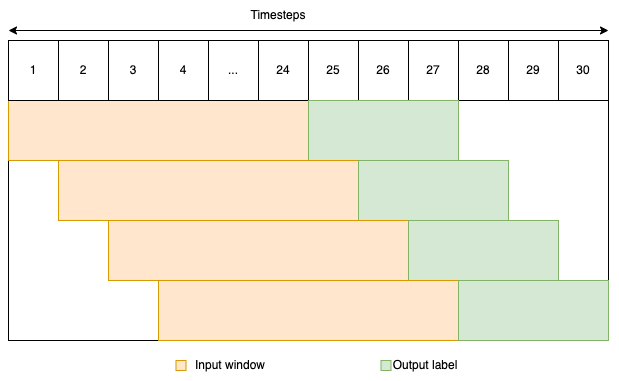 Timesteps
1 2 3 4 ... 24 25 26 27 28 29 30
Input window Output label